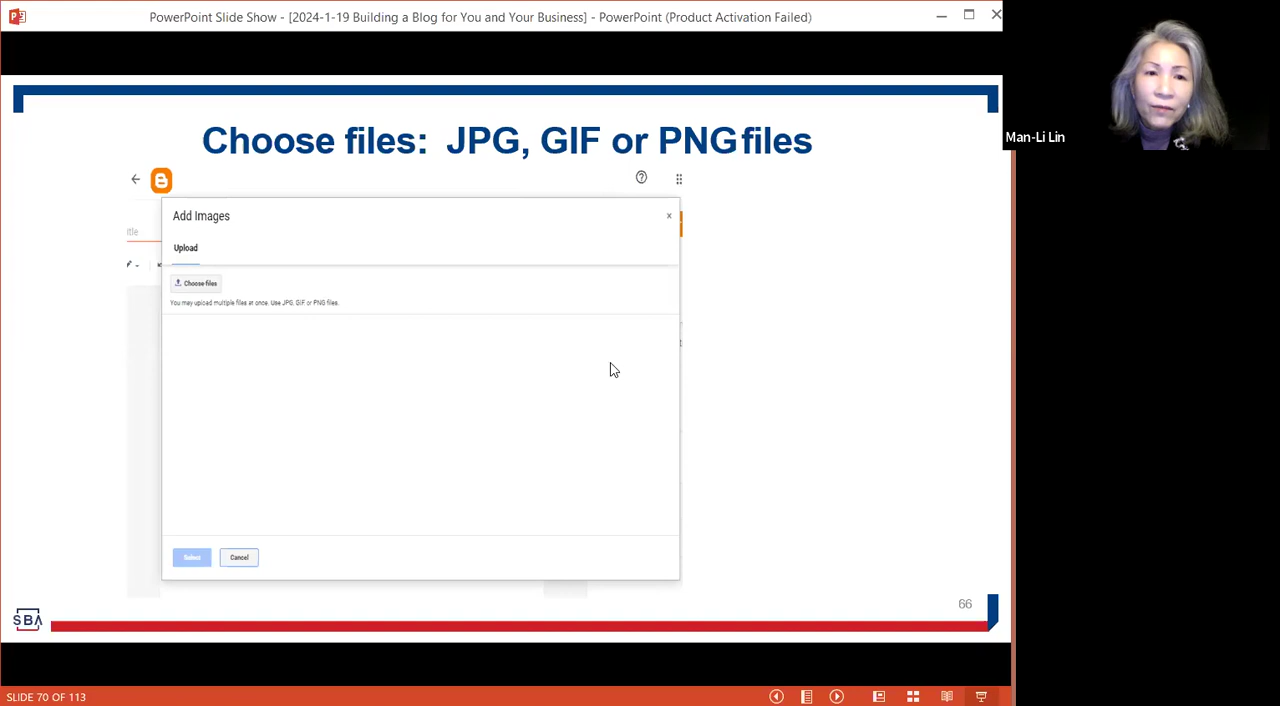 PowerPoint Slide Show - [2024-1-19 Building a Blog for You and Your Business] - PowerPoint (Product Activation Failed)
Man-Li Lin
Choose files: JPG, GIF or PNG files
Add Images
x
itle
Upload
Choose files
You may upload multiple files at once. Use JPG, GIF or PNG files.
Select
Cancel
66
SBA
SLIDE 70 OF 113